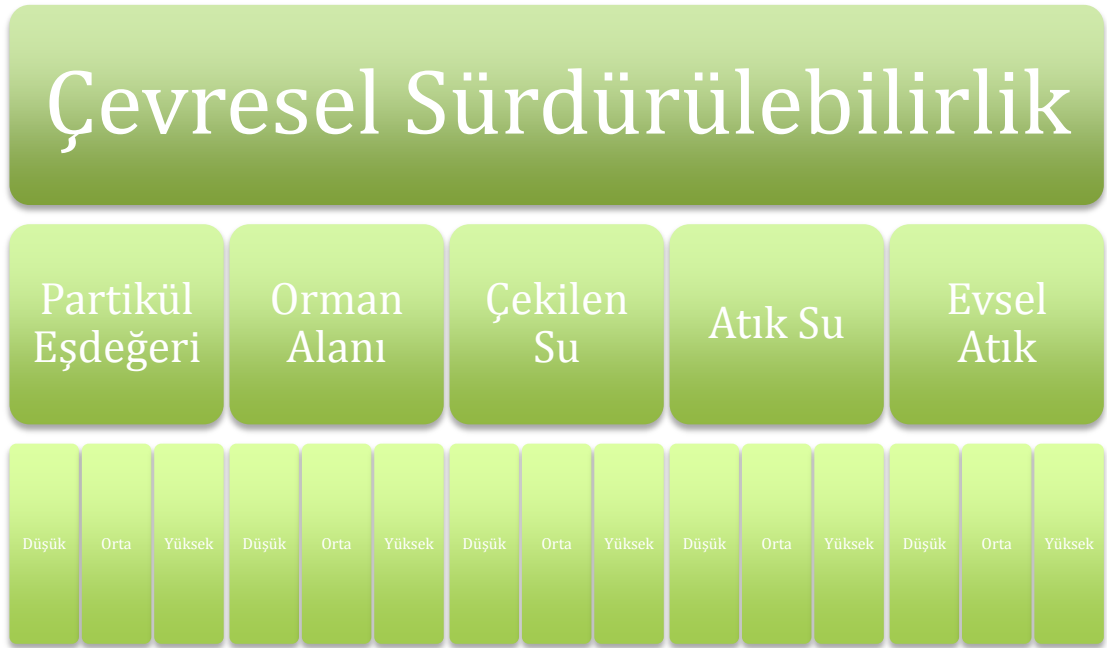 Çevresel Sürdürülebilirlik
Partikül
Eşdeğeri
Orman
Alanı
Çekilen
Su
Atık Su
Evsel
Atık
Düşük
Orta
Yüksek
Düşük
Orta
Yüksek
Düşük
Orta
Yüksek
Düşük
Orta
Yüksek
Düşük
Orta
Yüksek